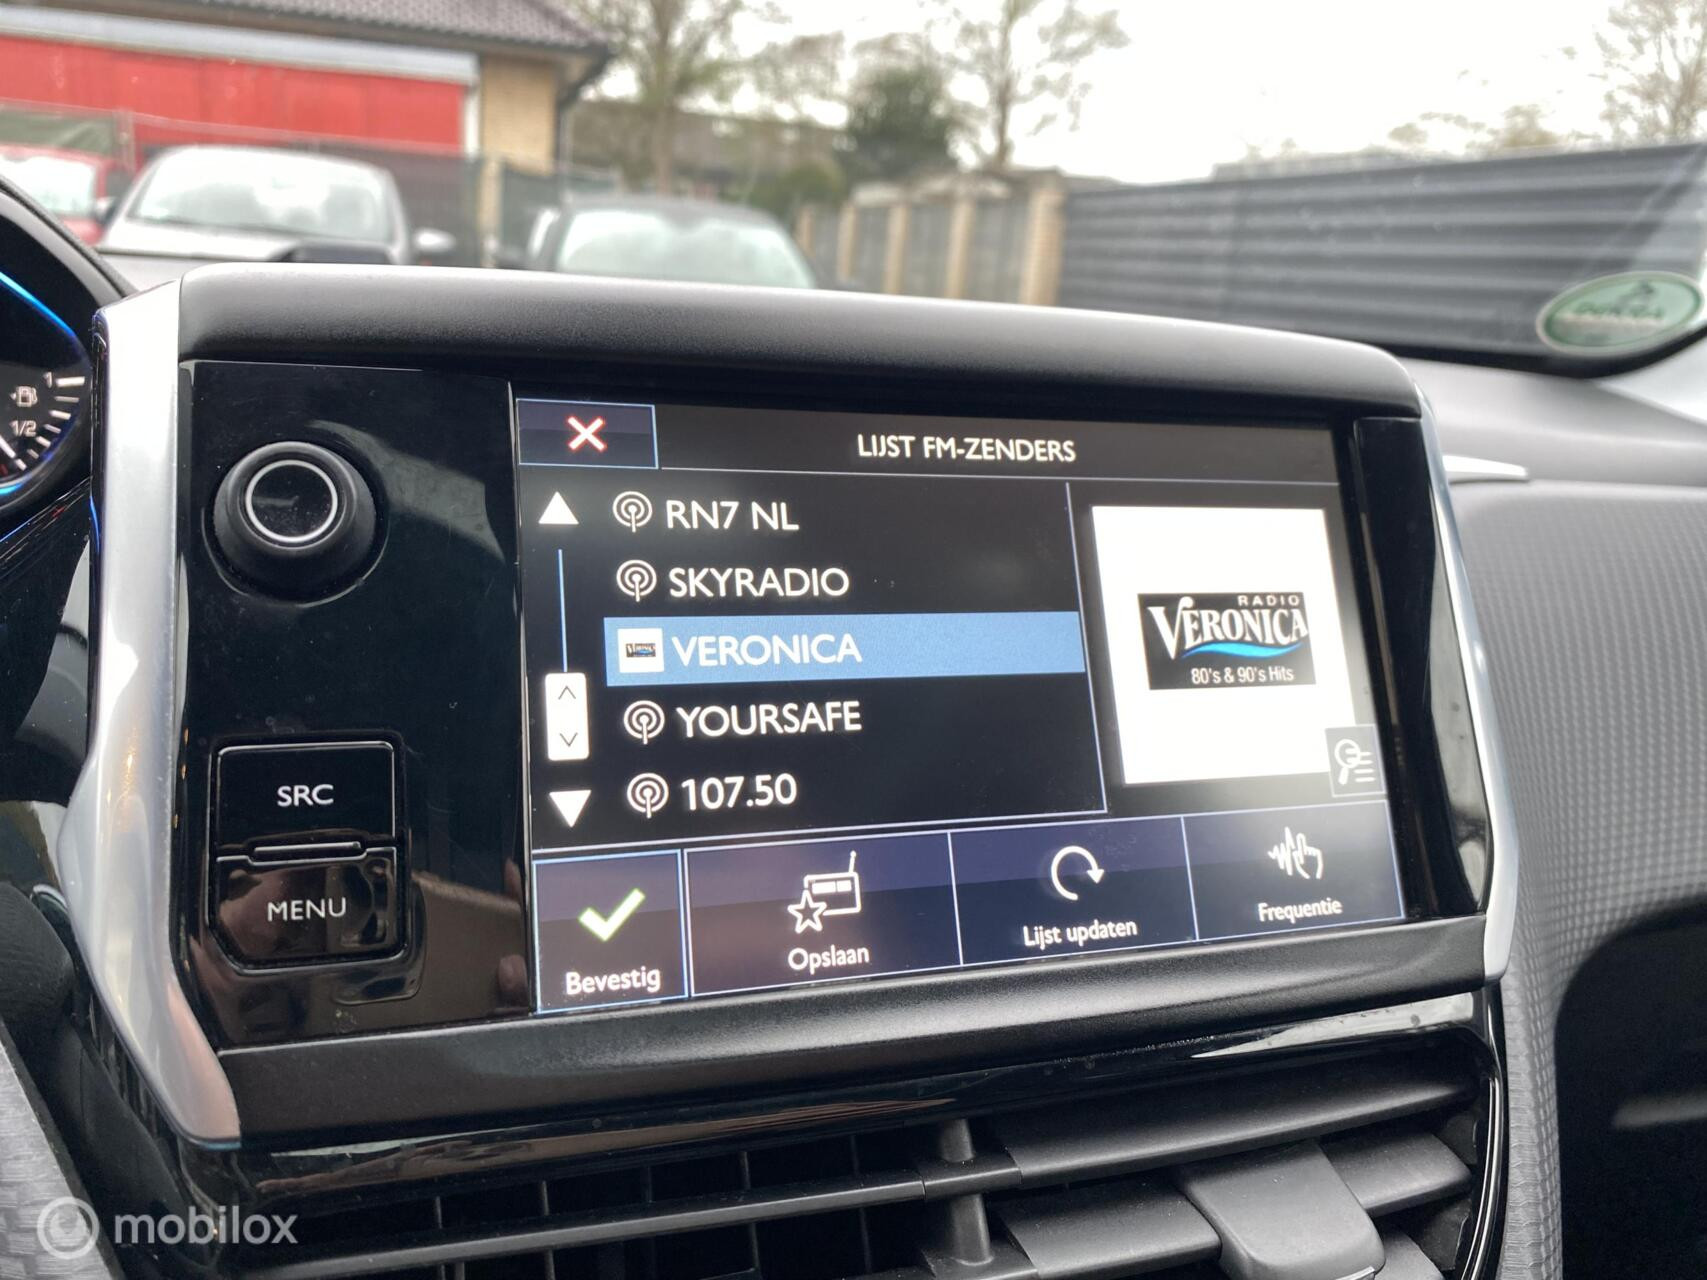 LIJST FM-ZENDERS
RN7 NL
SKYRADIO
VERONICA
YOURSAFE
107.50
RADIO
VERONICA
80's & 90's Hits
SRC
MENU
Bevestig
Opslaan
Lijst updaten
Frequentie
1
1/2
mobilox